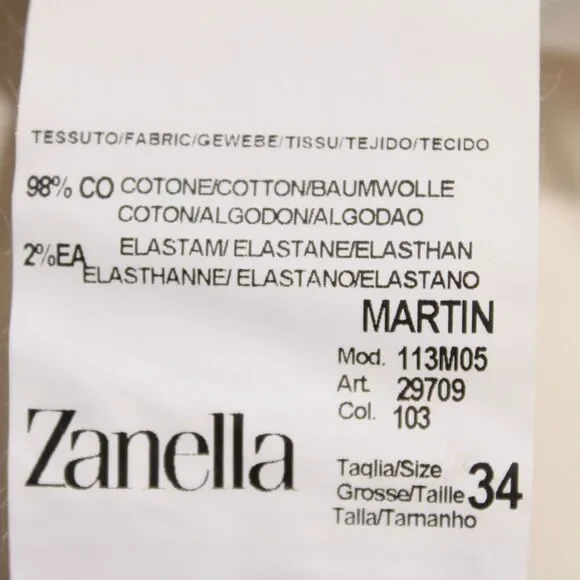 TESSUTO/FABRIC/GEWEBE/TISSU/TEJIDO/TECIDO
98% CO COTONE/COTTON/BAUMWOLLE
COTON/ALGODON/ALGODAO
2%EA ELASTAM/ ELASTANE/ELASTHAN
ELASTHANNE/ ELASTANO/ELASTANO
MARTIN
Mod. 113M05
Art. 29709
Col. 103
Zanella
Taglia/Size
Grosse/Taille 34
Talla/Tamanho